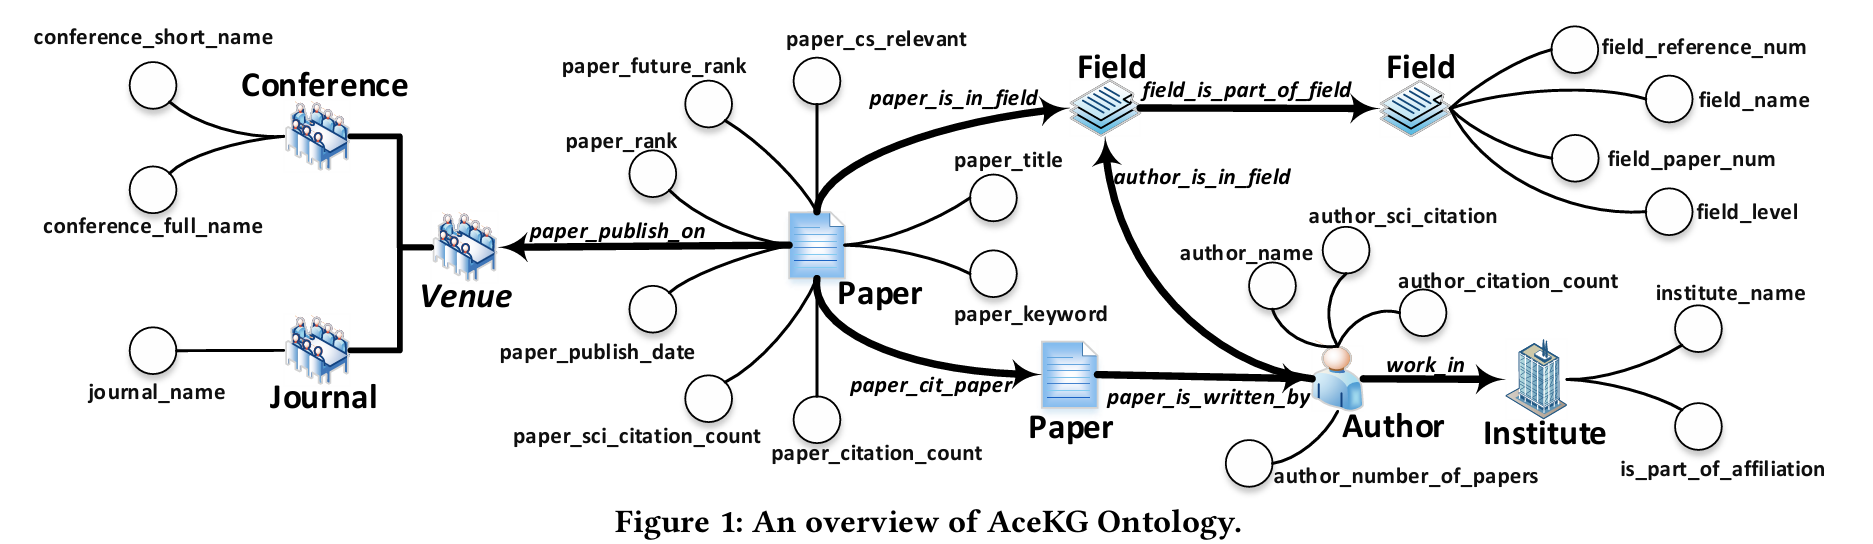 conference_short_name
Conference
conference_full_name
journal_name
Journal
Venue
paper_publish_on
paper_cs_relevant
paper_future_rank
paper_rank
paper_title
paper_keyword
Paper
paper_publish_date
paper_sci_citation_count
paper_citation_count
paper_is_in_field
Field
field_is_part_of_field
Field
field_reference_num
field_name
field_paper_num
field_level
author_is_in_field
paper_cit_paper
Paper
paper_is_written_by
author_sci_citation
author_name
author_citation_count
Author
author_number_of_papers
work_in
Institute
institute_name
is_part_of_affiliation
Figure 1: An overview of AceKG Ontology.